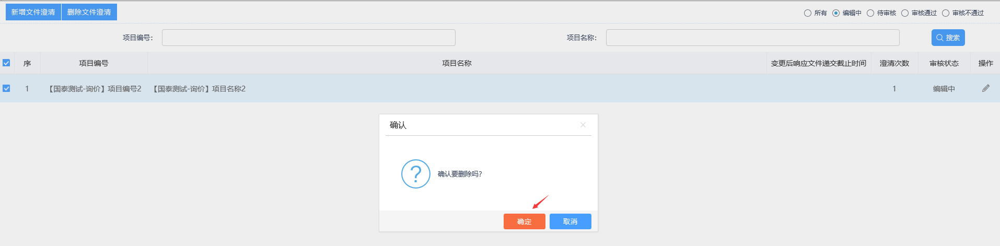 新增文件澄清 删除文件澄清 所有 编辑中 待审核 审核通过 审核不通过
项目编号： 项目名称： 搜索
序 项目编号 项目名称 变更后响应文件递交截止时间 澄清次数 审核状态 操作
1 【国泰测试-询价】项目编号2 【国泰测试-询价】项目名称2 1 编辑中
确认
? 确认要删除吗?
确定 取消